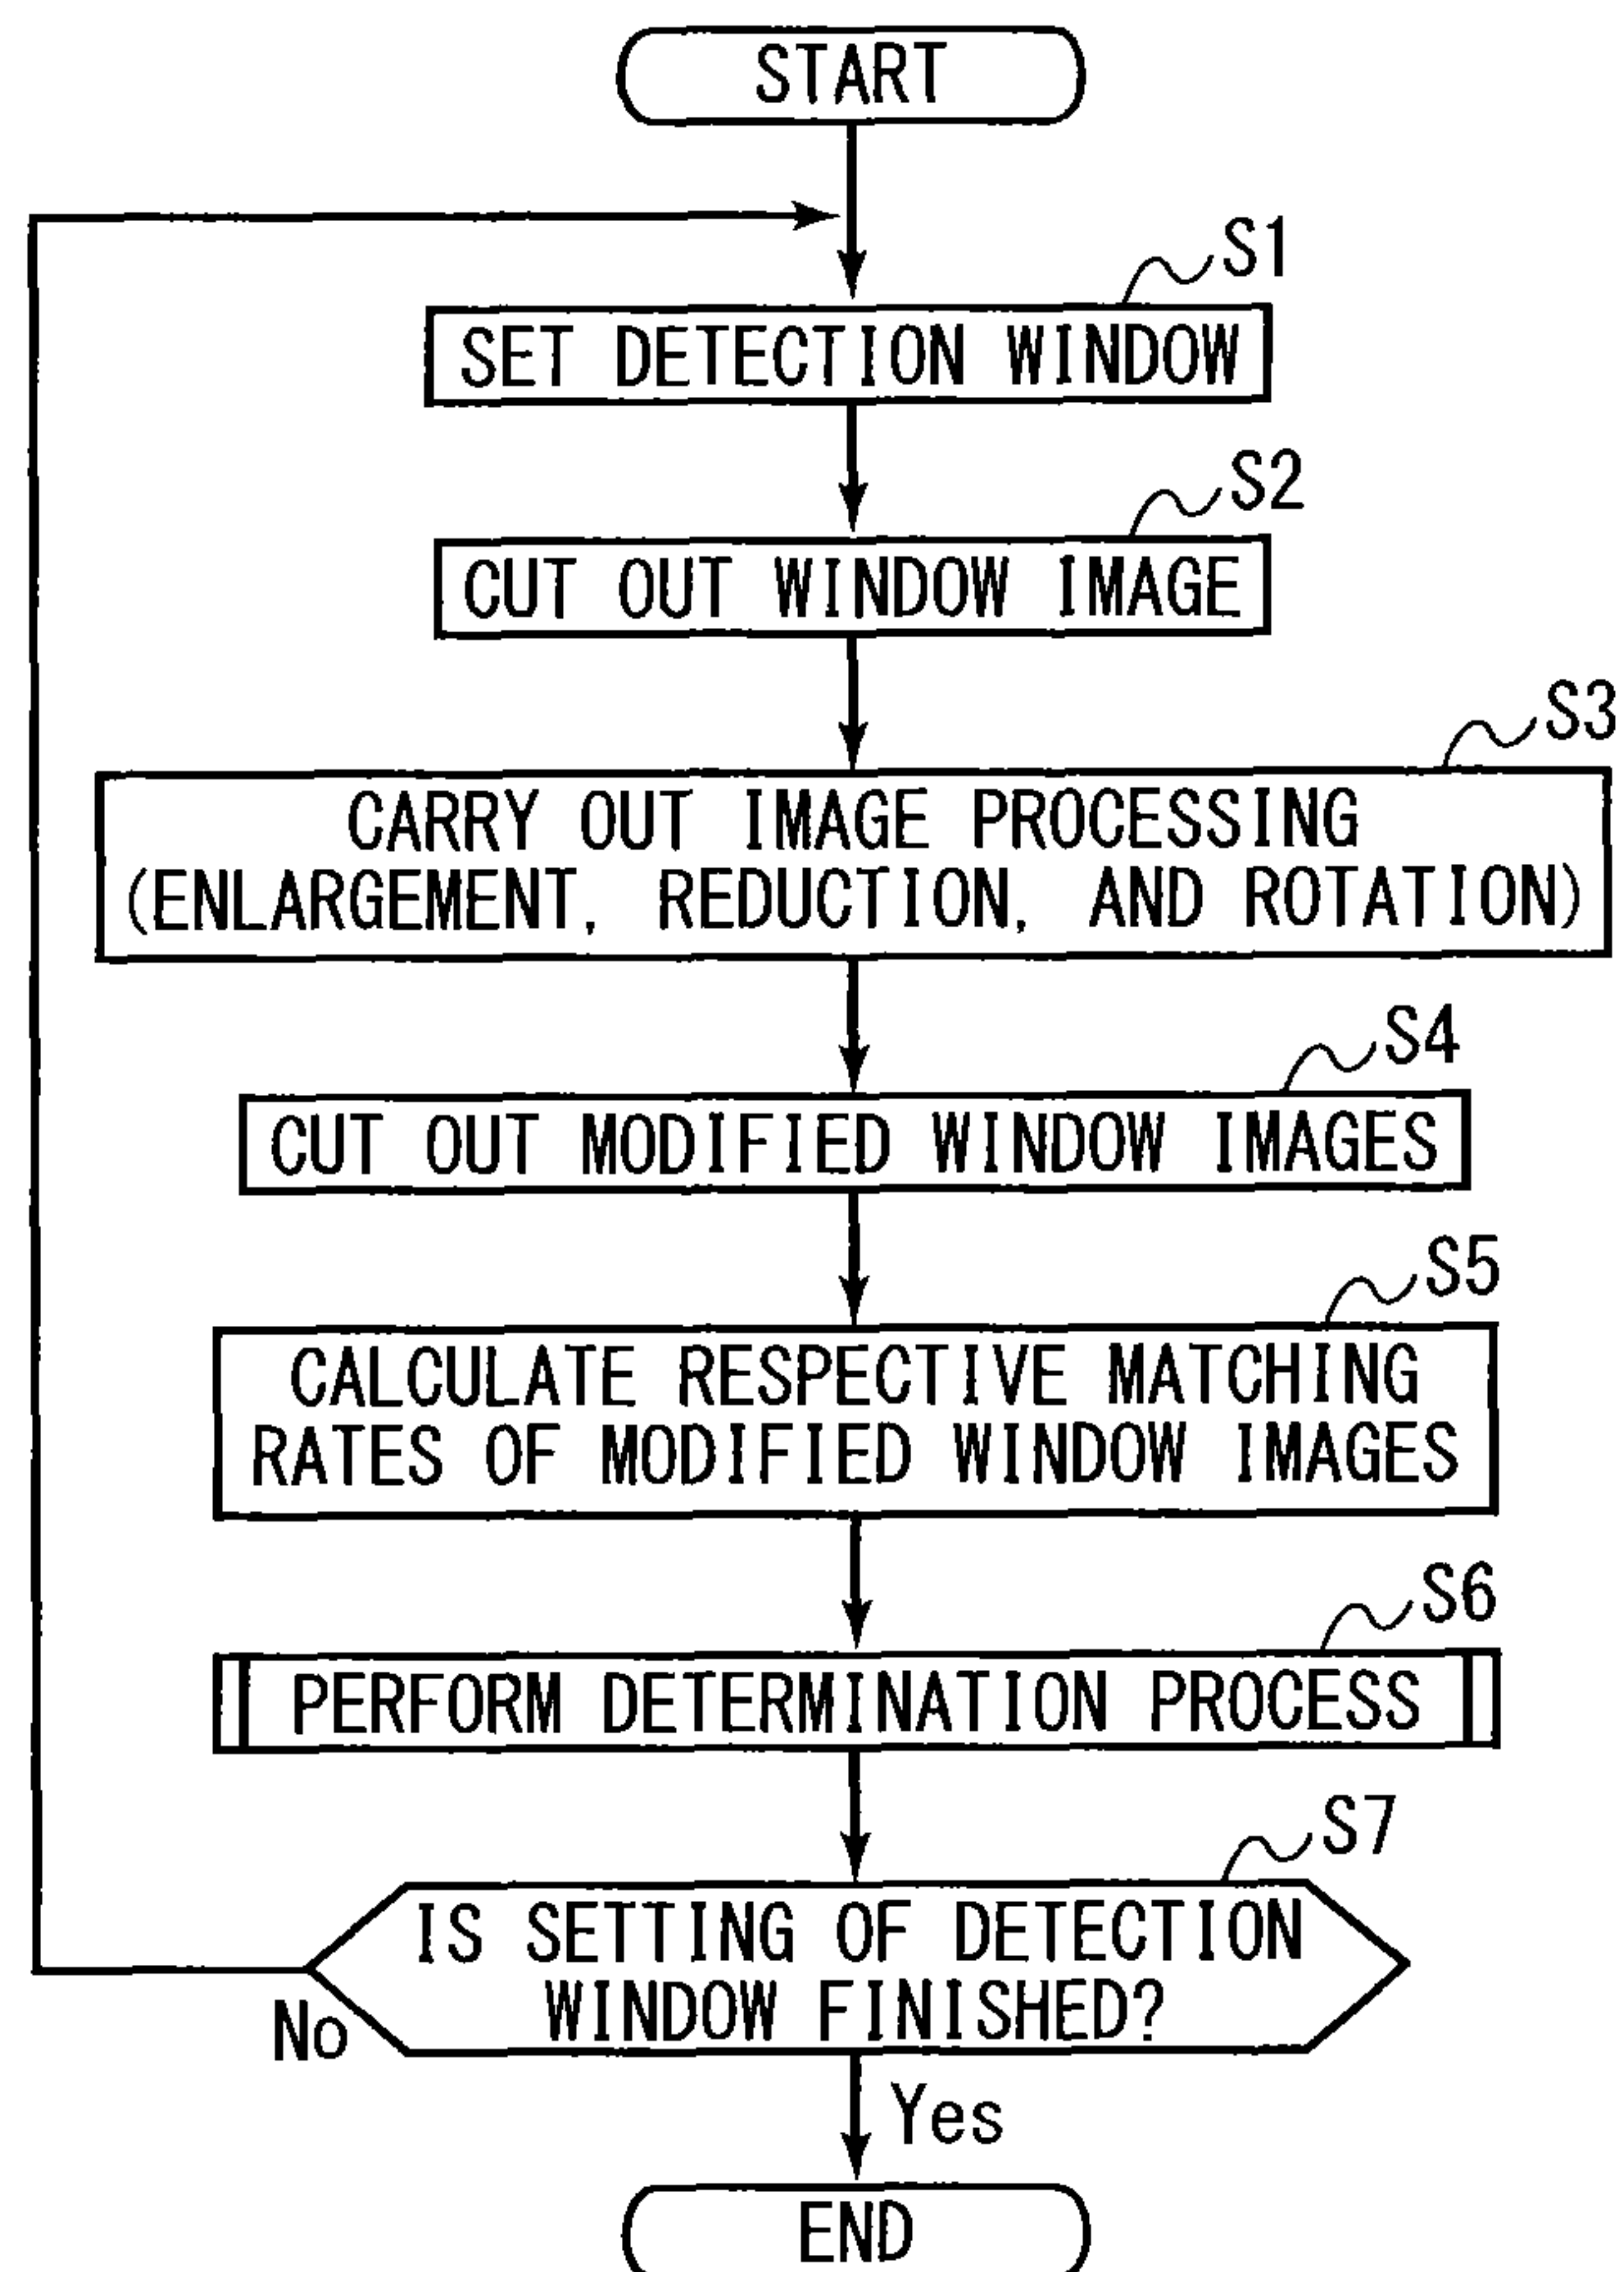 START
S1
SET DETECTION WINDOW
S2
CUT OUT WINDOW IMAGE
S3
CARRY OUT IMAGE PROCESSING
(ENLARGEMENT, REDUCTION, AND ROTATION)
S4
CUT OUT MODIFIED WINDOW IMAGES
S5
CALCULATE RESPECTIVE MATCHING
RATES OF MODIFIED WINDOW IMAGES
S6
PERFORM DETERMINATION PROCESS
S7
IS SETTING OF DETECTION
WINDOW FINISHED?
No
Yes
END